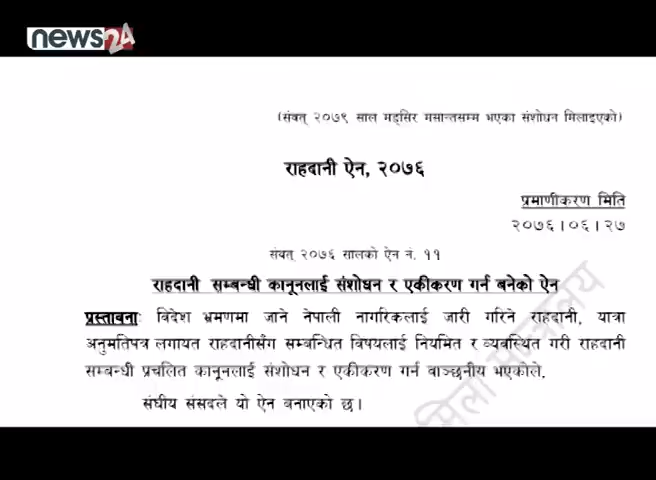 news24
(संवत् २०७९ साल मङ्सिर मसान्तसम्म भएका संशोधन मिलाइएको)
राहदानी ऐन, २०७६
प्रमाणीकरण मिति
२०७६।०६।२७
संवत् २०७६ सालको ऐन नं. ११
राहदानी सम्बन्धी कानूनलाई संशोधन र एकीकरण गर्न बनेको ऐन
प्रस्तावनाः विदेश भ्रमणमा जाने नेपाली नागरिकलाई जारी गरिने राहदानी, यात्रा
अनुमतिपत्र लगायत राहदानीसँग सम्बन्धित विषयलाई नियमित र व्यवस्थित गरी राहदानी
सम्बन्धी प्रचलित कानूनलाई संशोधन र एकीकरण गर्न वाञ्छनीय भएकोले,
संघीय संसदले यो ऐन बनाएको छ।